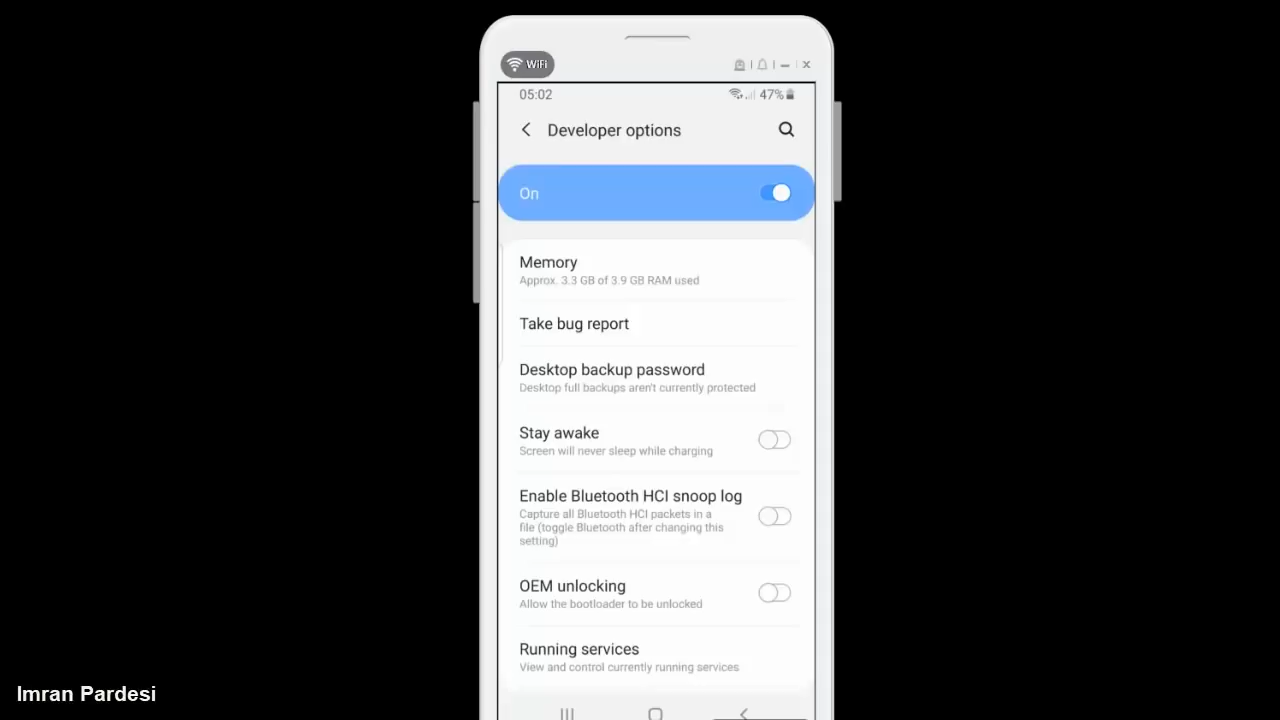 WiFi
05:02
47%
Developer options
On
Memory
Approx. 3.3 GB of 3.9 GB RAM used
Take bug report
Desktop backup password
Desktop full backups aren't currently protected
Stay awake
Screen will never sleep while charging
Enable Bluetooth HCI snoop log
Capture all Bluetooth HCI packets in a
file (toggle Bluetooth after changing this
setting)
OEM unlocking
Allow the bootloader to be unlocked
Running services
View and control currently running services
Imran Pardesi